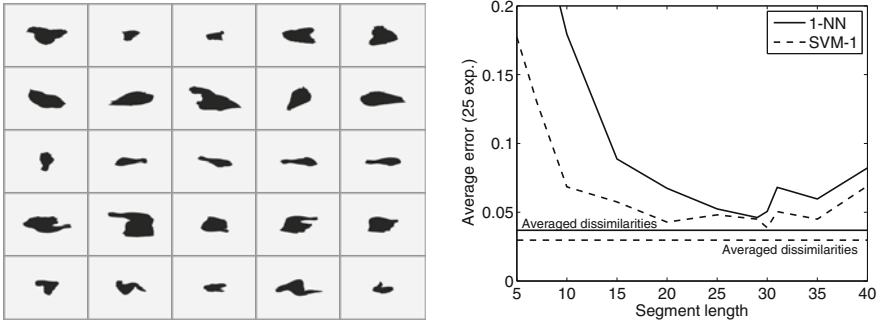 0.2
0.15
0.1
0.05
0
Average error (25 exp.)
1-NN
SVM-1
Averaged dissimilarities
Averaged dissimilarities
5 10 15 20 25 30 35 40
Segment length